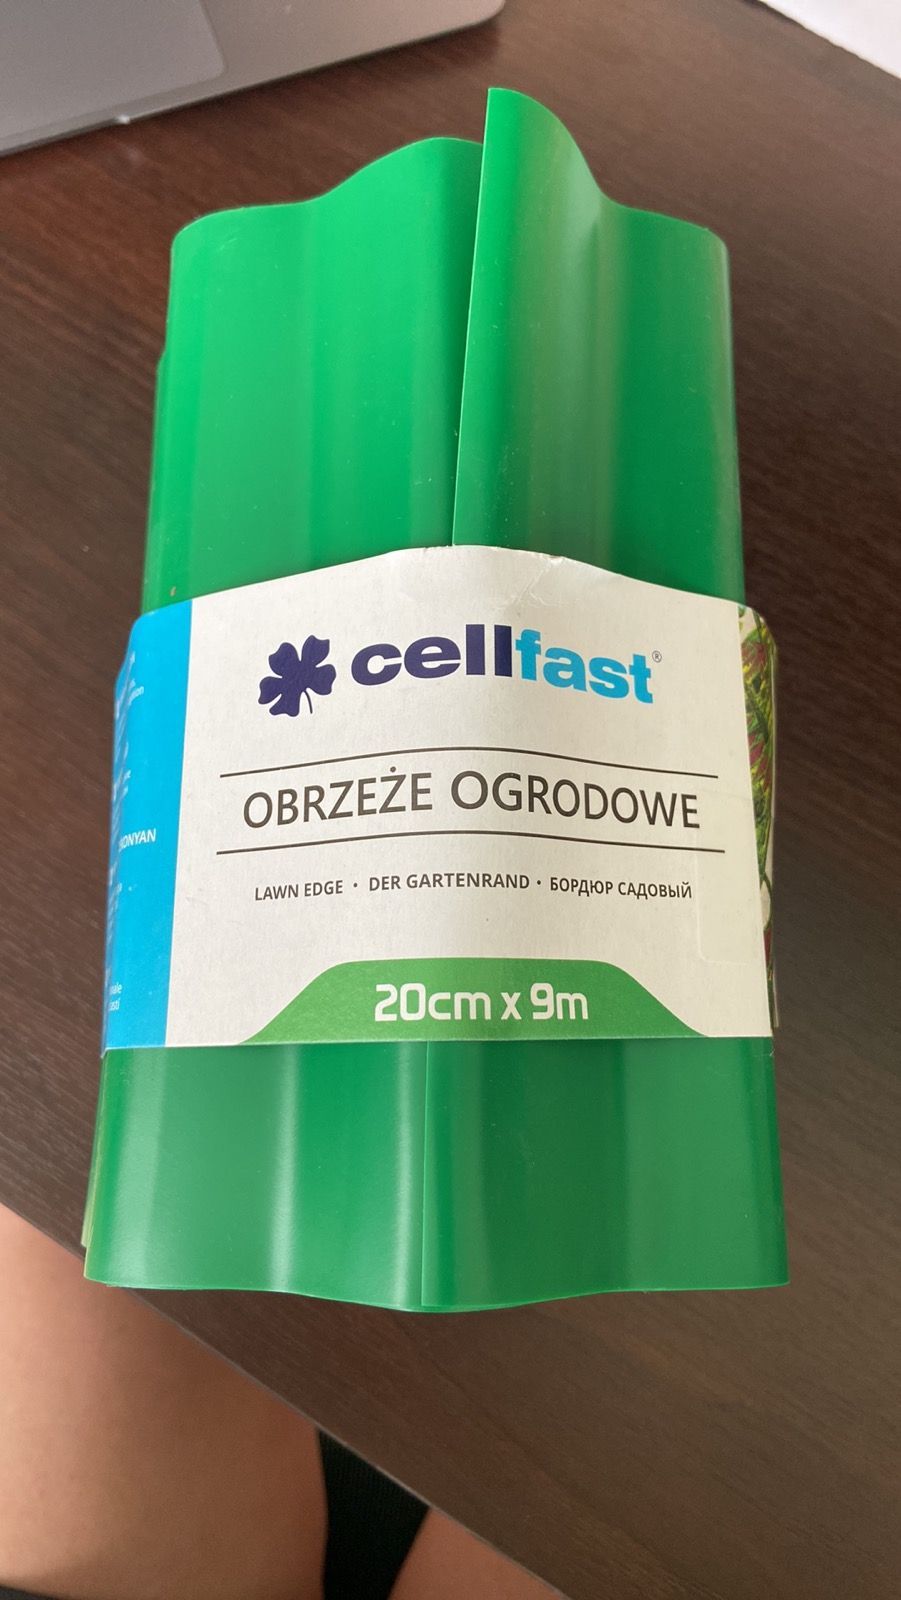 cellfast®
OBRZEŻE OGRODOWE
LAWN EDGE • DER GARTENRAND • БОРДЮР САДОВЫЙ
20cm x 9m